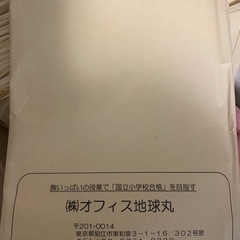 胸いっぱいの授業で「国立小学校合格」を目指す
㈱オフィス地球丸
〒201-0014
東京都狛江市東和泉3-1-16 302号室